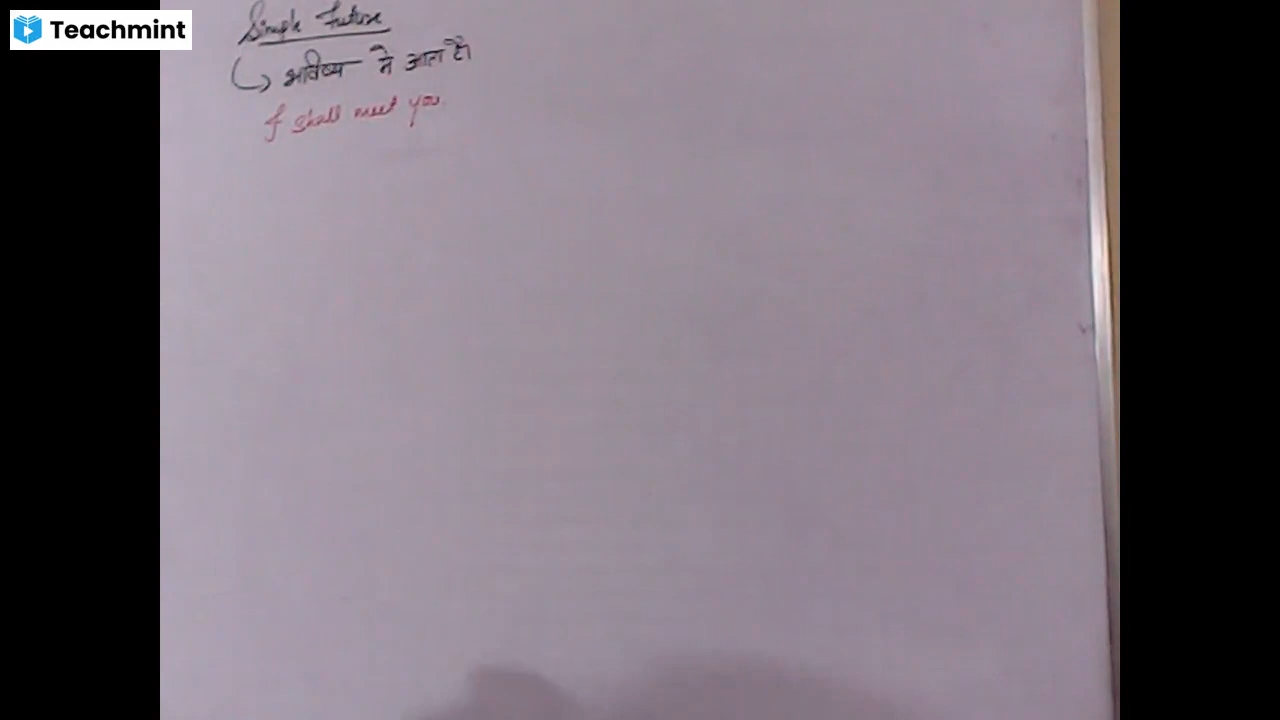 Teachmint
Simple Future
भविष्य में आता है।
I shall meet you.